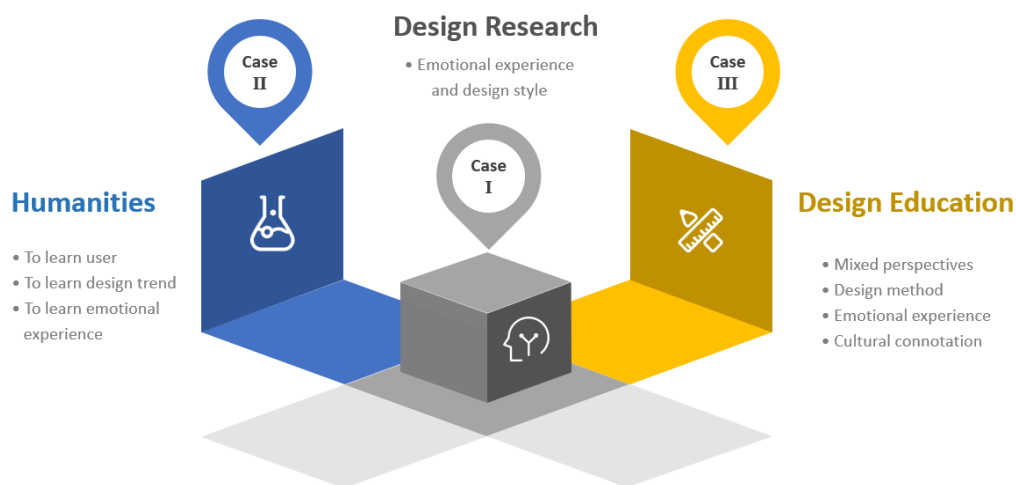 Design Research
• Emotional experience
and design style
Case
II
Case
III
Case
I
Humanities
• To learn user
• To learn design trend
• To learn emotional
experience
Design Education
• Mixed perspectives
• Design method
• Emotional experience
• Cultural connotation